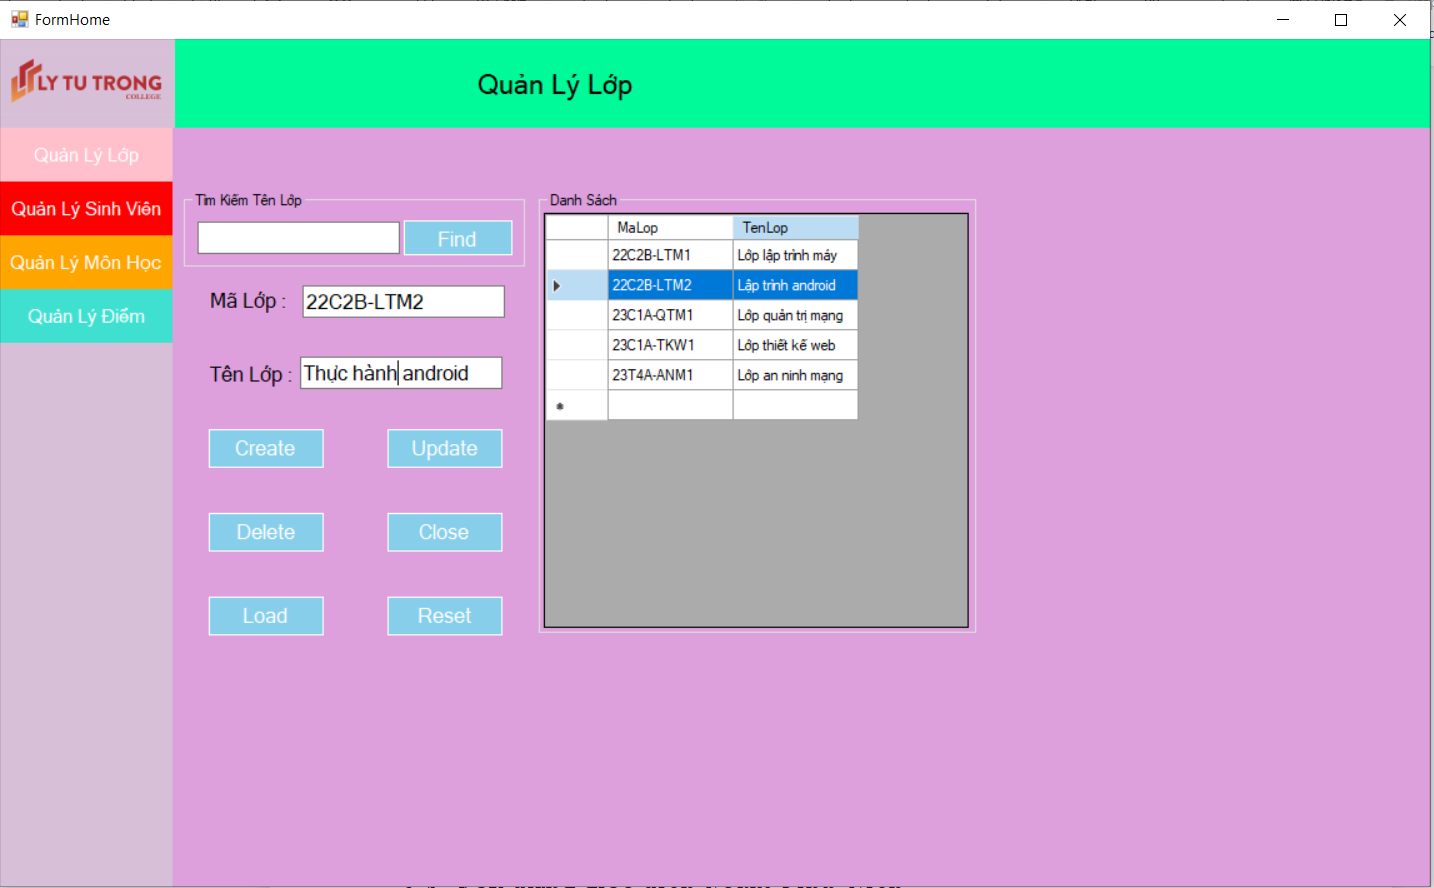 FormHome
LY TU TRONG
COLLEGE
Quản Lý Lớp
Quản Lý Lớp
Quản Lý Sinh Viên
Quản Lý Môn Học
Quản Lý Điểm
Tìm Kiếm Tên Lớp
Find
Mã Lớp : 22C2B-LTM2
Tên Lớp : Thực hành android
Create Update
Delete Close
Load Reset
Danh Sách
MaLop TenLop
22C2B-LTM1 Lớp lập trình máy
22C2B-LTM2 Lập trình android
23C1A-QTM1 Lớp quản trị mạng
23C1A-TKW1 Lớp thiết kế web
23T4A-ANM1 Lớp an ninh mạng